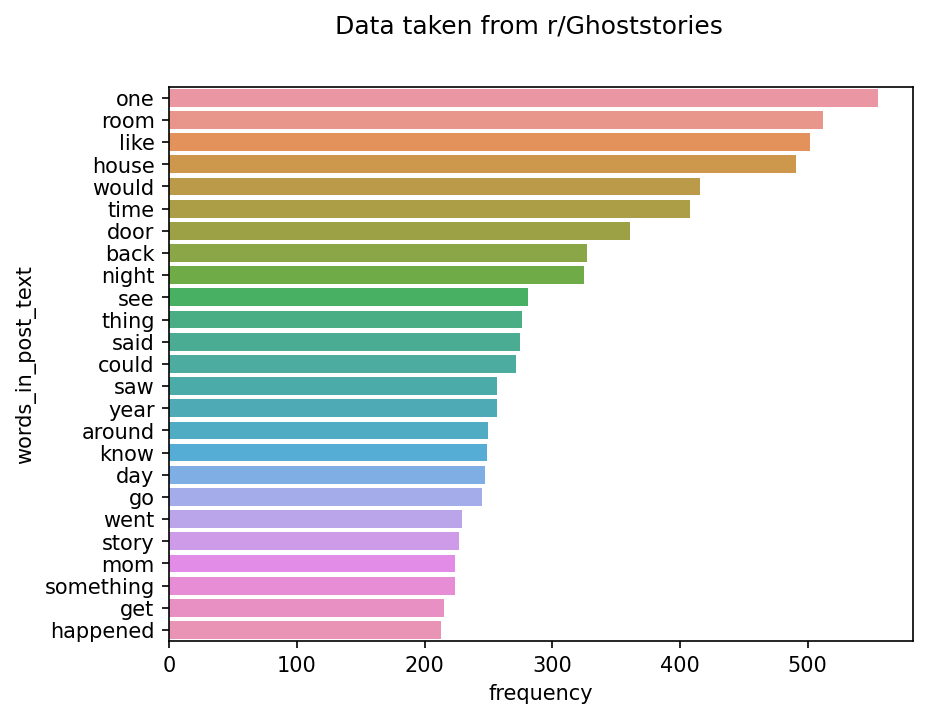 Data taken from r/Ghoststories
words_in_post_text
one
room
like
house
would
time
door
back
night
see
thing
said
could
saw
year
around
know
day
go
went
story
mom
something
get
happened
0 100 200 300 400 500
frequency